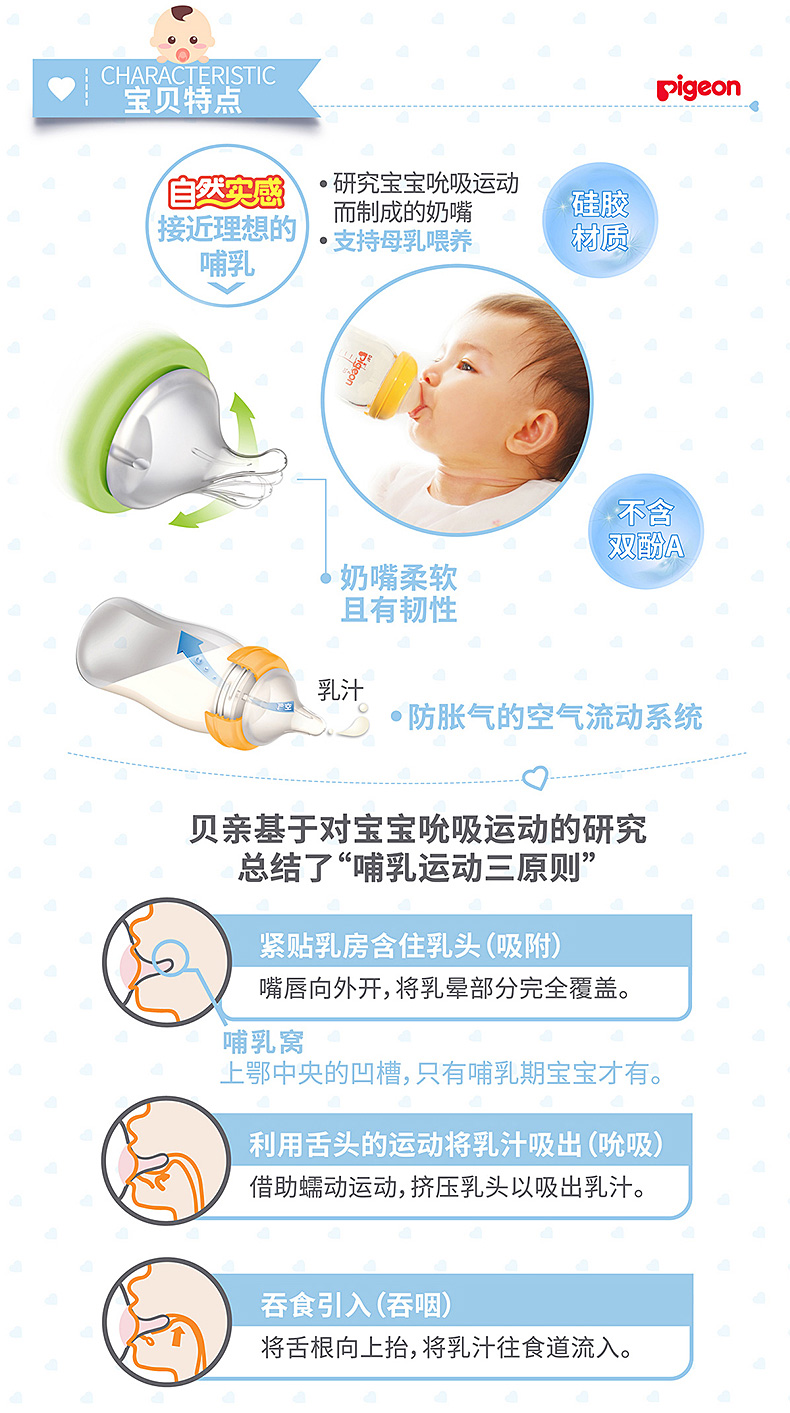 CHARACTERISTIC
宝贝特点
Pigeon
自然实感
接近理想的
哺乳
• 研究宝宝吮吸运动
而制成的奶嘴
• 支持母乳喂养
硅胶
材质
Pigeon
不含
双酚A
• 奶嘴柔软
且有韧性
空
乳汁
• 防胀气的空气流动系统
贝亲基于对宝宝吮吸运动的研究
总结了“哺乳运动三原则”
紧贴乳房含住乳头(吸附)
嘴唇向外开,将乳晕部分完全覆盖。
哺乳窝
上鄂中央的凹槽,只有哺乳期宝宝才有。
利用舌头的运动将乳汁吸出(吮吸)
借助蠕动运动,挤压乳头以吸出乳汁。
吞食引入(吞咽)
将舌根向上抬,将乳汁往食道流入。